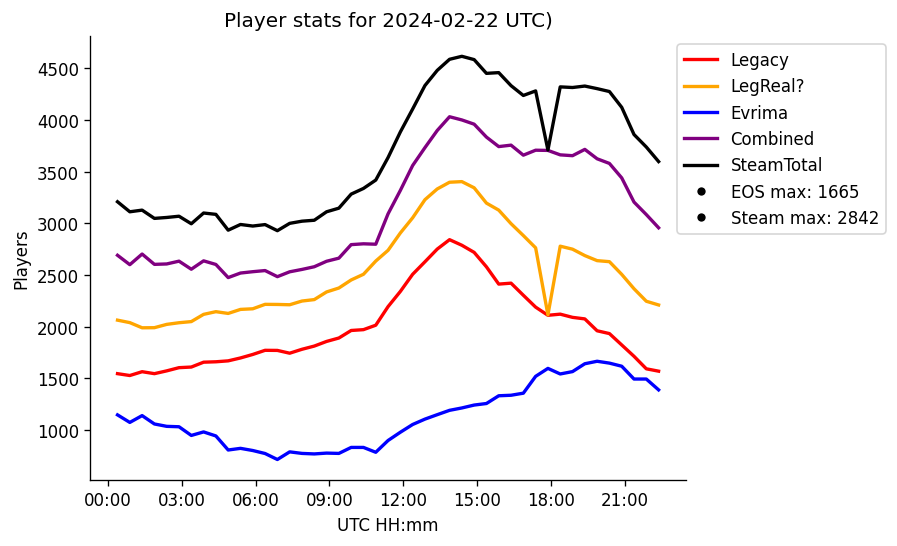 Player stats for 2024-02-22 UTC)
4500
4000
3500
3000
2500
2000
1500
1000
Players
00:00 03:00 06:00 09:00 12:00 15:00 18:00 21:00
UTC HH:mm
Legacy
LegReal?
Evrima
Combined
SteamTotal
EOS max: 1665
Steam max: 2842